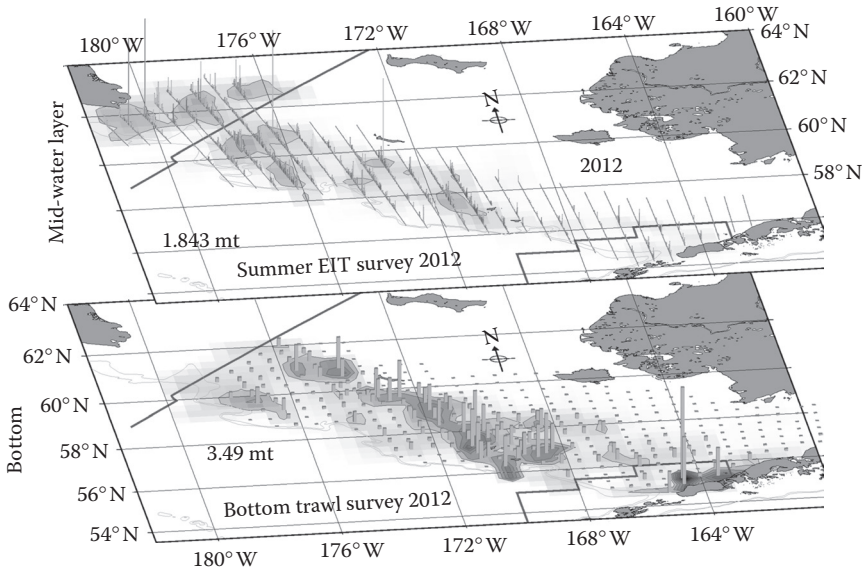 180°W 176°W 172°W 168°W 164°W 160°W
64°N
62°N
60°N
58°N
Mid-water layer
N
2012
1.843 mt
Summer EIT survey 2012
64°N
62°N
60°N
58°N
56°N
54°N
Bottom
N
3.49 mt
Bottom trawl survey 2012
180°W 176°W 172°W 168°W 164°W